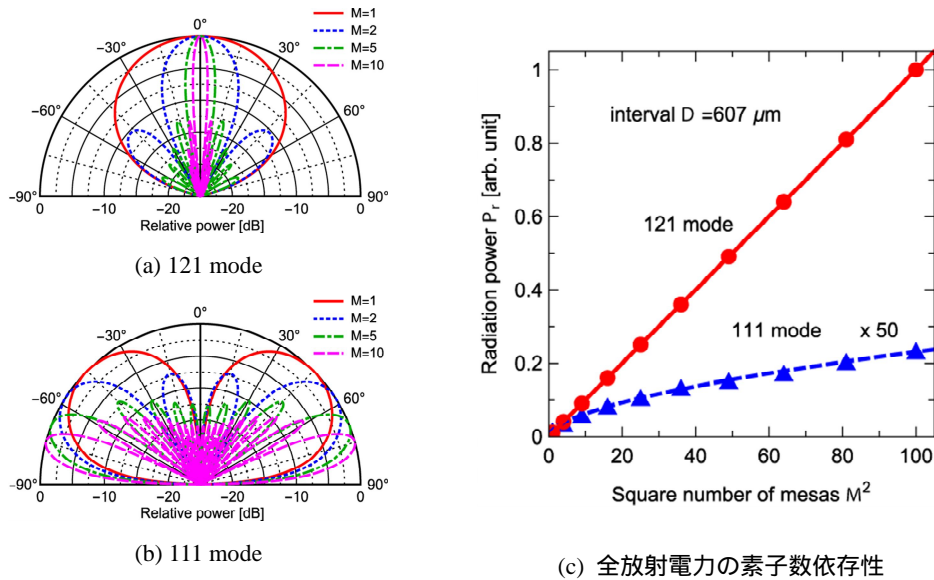 M=1
M=2
M=5
M=10
0°
−30°
30°
−60°
60°
−90°
90°
0
−10
−20
−20
−10
0
Relative power [dB]
(a) 121 mode
M=1
M=2
M=5
M=10
0°
−30°
30°
−60°
60°
−90°
90°
0
−10
−20
−20
−10
0
Relative power [dB]
(b) 111 mode
Radiation power Pr [arb. unit]
1
0.8
0.6
0.4
0.2
0
interval D =607 μm
121 mode
111 mode x 50
0 20 40 60 80 100
Square number of mesas M²
(c) 全放射電力の素子数依存性